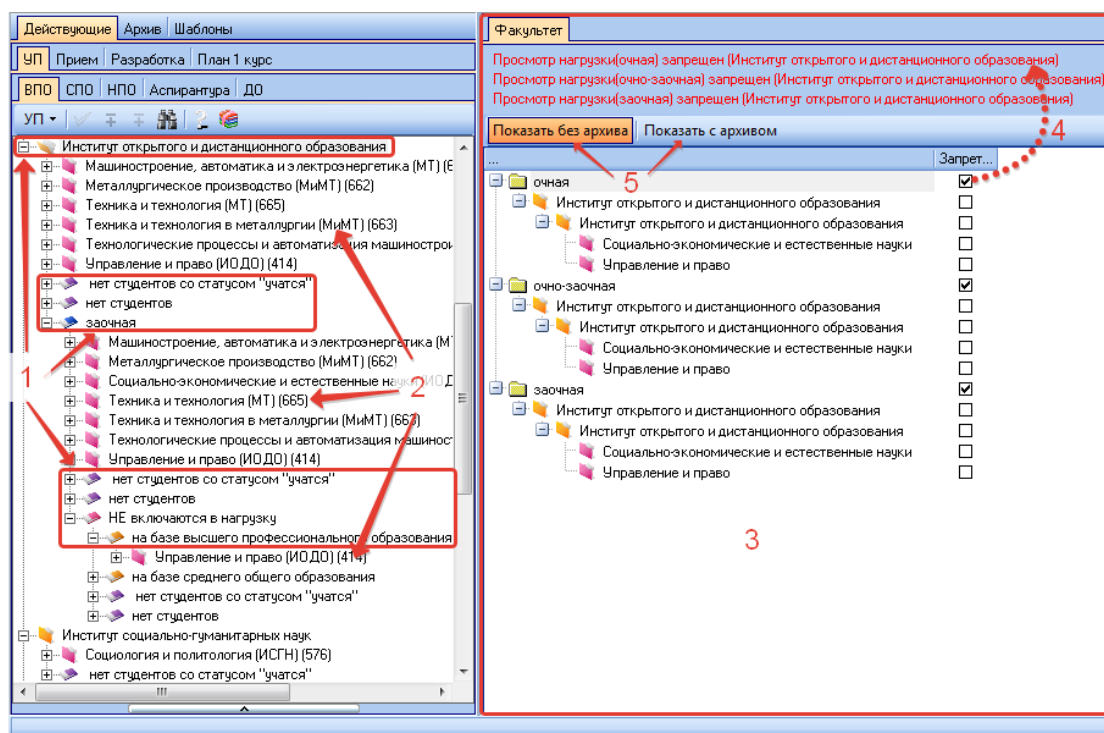 Действующие Архив Шаблоны
УП Прием Разработка План 1 курс
ВПО СПО НПО Аспирантура ДО
УП
Институт открытого и дистанционного образования
Машиностроение, автоматика и электроэнергетика (МТ) (6
Металлургическое производство (МиМТ) (662)
Техника и технология (МТ) (665)
Техника и технология в металлургии (МиМТ) (663)
Технологические процессы и автоматизация машинострои
Управление и право (ИОДО) (414)
нет студентов со статусом "учатся"
нет студентов
заочная
Машиностроение, автоматика и электроэнергетика (М
Металлургическое производство (МиМТ) (662)
Социально-экономические и естественные науки (ИОД
Техника и технология (МТ) (665)
Техника и технология в металлургии (МиМТ) (663)
Технологические процессы и автоматизация машинос
Управление и право (ИОДО) (414)
нет студентов со статусом "учатся"
нет студентов
НЕ включаются в нагрузку
на базе высшего профессионального образования
Управление и право (ИОДО) (414)
на базе среднего общего образования
нет студентов со статусом "учатся"
нет студентов
Институт социально-гуманитарных наук
Социология и политология (ИСГН) (576)
нет студентов со статусом "учатся"
1
2
Факультет
Просмотр нагрузки(очная) запрещен (Институт открытого и дистанционного образования)
Просмотр нагрузки(очно-заочная) запрещен (Институт открытого и дистанционного образования)
Просмотр нагрузки(заочная) запрещен (Институт открытого и дистанционного образования)
Показать без архива Показать с архивом
4
... Запрет...
5
очная
Институт открытого и дистанционного образования
Институт открытого и дистанционного образования
Социально-экономические и естественные науки
Управление и право
очно-заочная
Институт открытого и дистанционного образования
Институт открытого и дистанционного образования
Социально-экономические и естественные науки
Управление и право
заочная
Институт открытого и дистанционного образования
Институт открытого и дистанционного образования
Социально-экономические и естественные науки
Управление и право
3